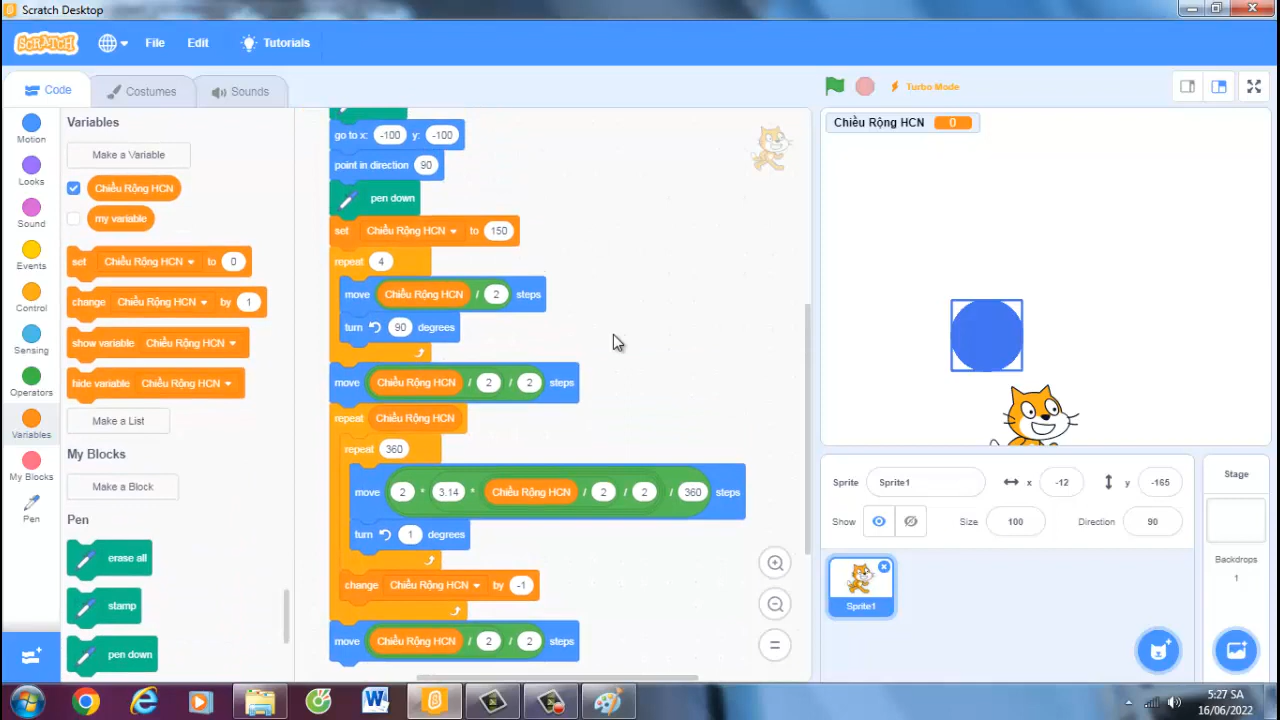 Scratch Desktop
SCRATCH File Edit Tutorials
Code Costumes Sounds
Turbo Mode
Motion
Looks
Sound
Events
Control
Sensing
Operators
Variables
My Blocks
Pen
Variables
Make a Variable
Chiều Rộng HCN
my variable
set Chiều Rộng HCN to 0
change Chiều Rộng HCN by 1
show variable Chiều Rộng HCN
hide variable Chiều Rộng HCN
Make a List
My Blocks
Make a Block
Pen
erase all
stamp
pen down
go to x: -100 y: -100
point in direction 90
pen down
set Chiều Rộng HCN to 150
repeat 4
move Chiều Rộng HCN / 2 steps
turn 90 degrees
move Chiều Rộng HCN / 2 / 2 steps
repeat Chiều Rộng HCN
repeat 360
move 2 * 3.14 * Chiều Rộng HCN / 2 / 2 / 360 steps
turn 1 degrees
change Chiều Rộng HCN by -1
move Chiều Rộng HCN / 2 / 2 steps
Chiều Rộng HCN 0
Sprite Sprite1 x -12 y -165
Show Size 100 Direction 90
Sprite1
Stage
Backdrops
1
5:27 SA
16/06/2022